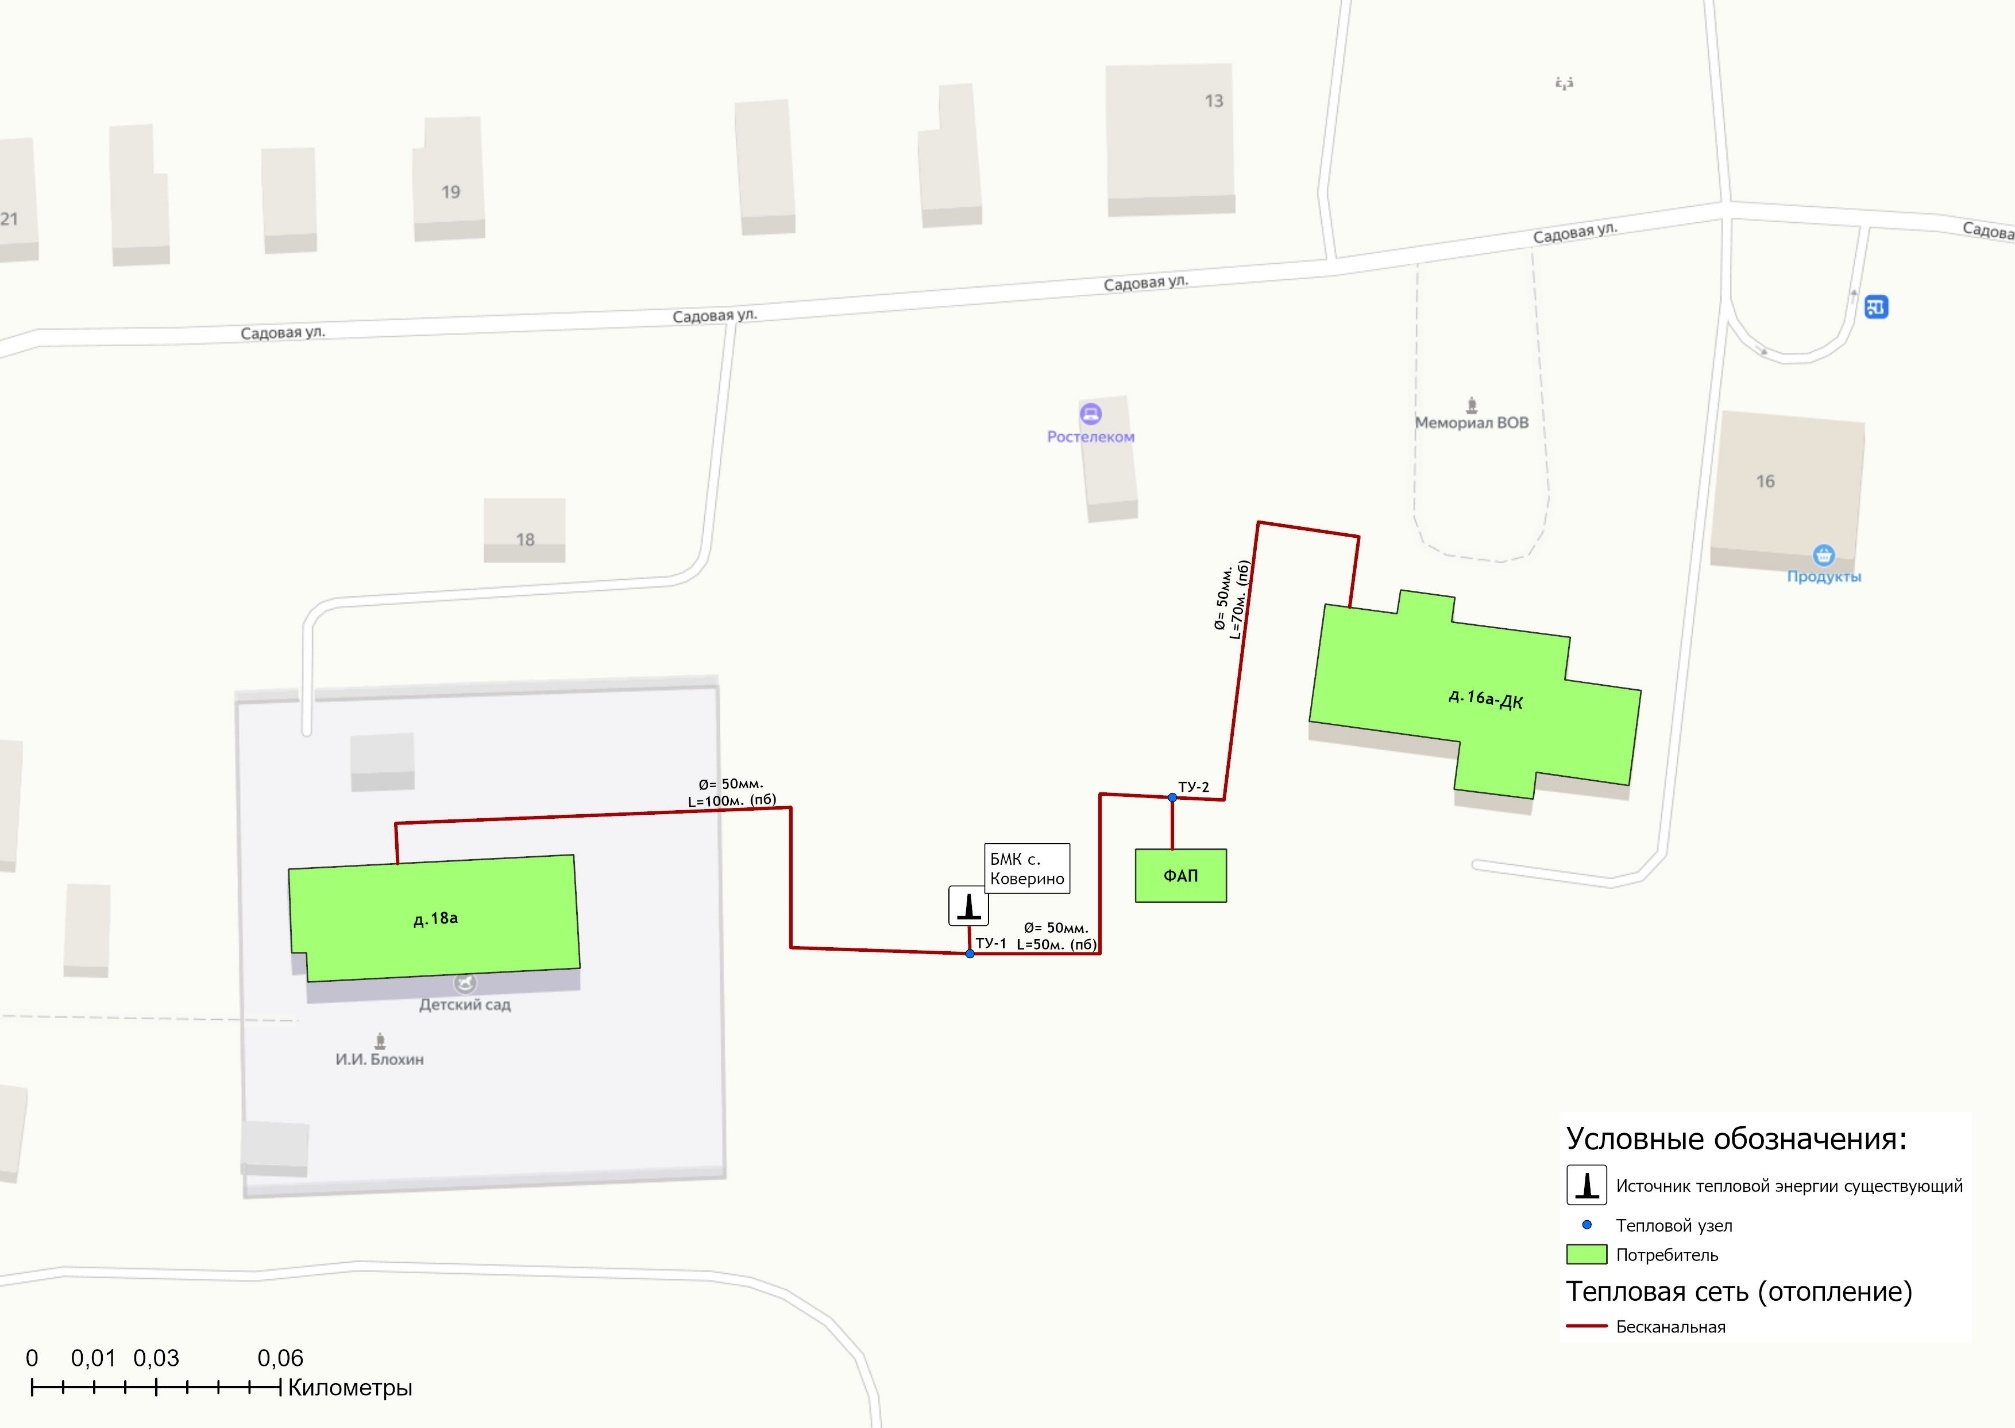 13
19
21
Садовая ул.
Садова
Садовая ул.
Садовая ул.
Садовая ул.
Ростелеком
Мемориал ВОВ
16
Продукты
18
Ø= 50мм.
L=70м. (пб)
д.16а-ДК
Ø= 50мм.
L=100м. (пб)
ТУ-2
БМК с.
Коверино
ФАП
д.18а
Ø= 50мм.
ТУ-1 L=50м. (пб)
Детский сад
И.И. Блохин
Условные обозначения:
Источник тепловой энергии существующий
Тепловой узел
Потребитель
Тепловая сеть (отопление)
Бесканальная
0 0,01 0,03 0,06
Километры